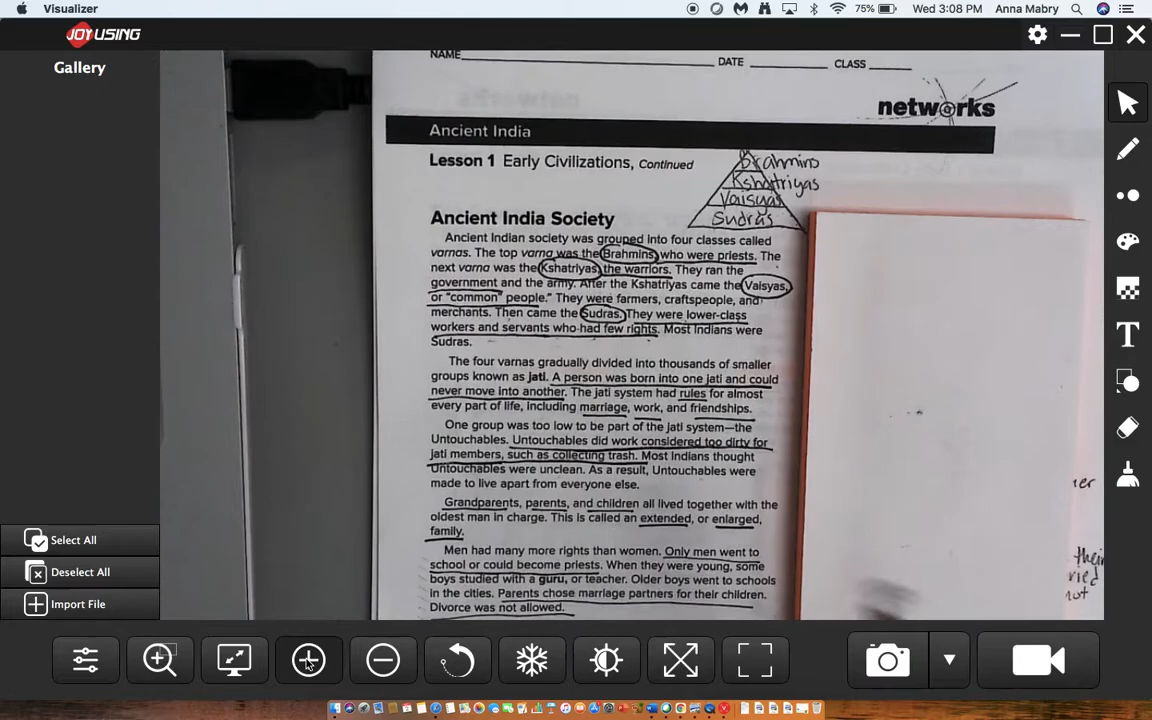 Visualizer
75%
Wed 3:08 PM
Anna Mabry
JOYUSING
Gallery
NAME
DATE
CLASS
networks
Ancient India
Lesson 1 Early Civilizations, Continued
Brahmins
Kshatriyas
Vaisyas
Sudras
Ancient India Society
Ancient Indian society was grouped into four classes called
varnas. The top varna was the Brahmins, who were priests. The
next varna was the Kshatriyas, the warriors. They ran the
government and the army. After the Kshatriyas came the Vaisyas,
or "common" people." They were farmers, craftspeople, and
merchants. Then came the Sudras. They were lower-class
workers and servants who had few rights. Most Indians were
Sudras.
The four varnas gradually divided into thousands of smaller
groups known as jati. A person was born into one jati and could
never move into another. The jati system had rules for almost
every part of life, including marriage, work, and friendships.
One group was too low to be part of the jati system—the
Untouchables. Untouchables did work considered too dirty for
jati members, such as collecting trash. Most Indians thought
Untouchables were unclean. As a result, Untouchables were
made to live apart from everyone else.
Grandparents, parents, and children all lived together with the
oldest man in charge. This is called an extended, or enlarged,
family.
Men had many more rights than women. Only men went to
school or could become priests. When they were young, some
boys studied with a guru, or teacher. Older boys went to schools
in the cities. Parents chose marriage partners for their children.
Divorce was not allowed.
their
not
T
Select All
Deselect All
Import File